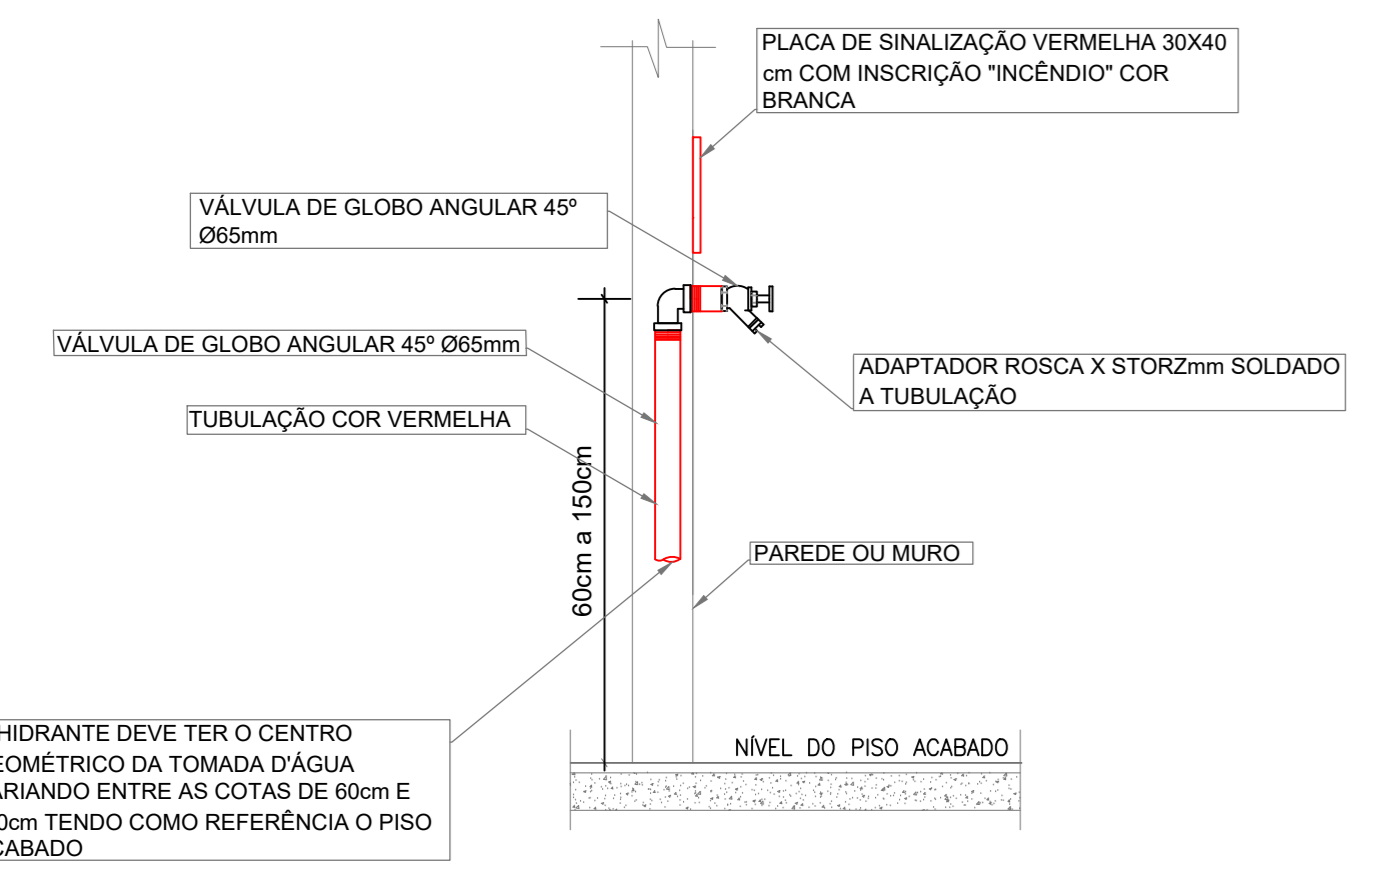 PLACA DE SINALIZAÇÃO VERMELHA 30X40
cm COM INSCRIÇÃO "INCÊNDIO" COR
BRANCA
VÁLVULA DE GLOBO ANGULAR 45º
Ø65mm
VÁLVULA DE GLOBO ANGULAR 45º Ø65mm
ADAPTADOR ROSCA X STORZmm SOLDADO
A TUBULAÇÃO
TUBULAÇÃO COR VERMELHA
60cm a 150cm
PAREDE OU MURO
HIDRANTE DEVE TER O CENTRO
EOMÉTRICO DA TOMADA D'ÁGUA
ARIANDO ENTRE AS COTAS DE 60cm E
0cm TENDO COMO REFERÊNCIA O PISO
CABADO
NÍVEL DO PISO ACABADO